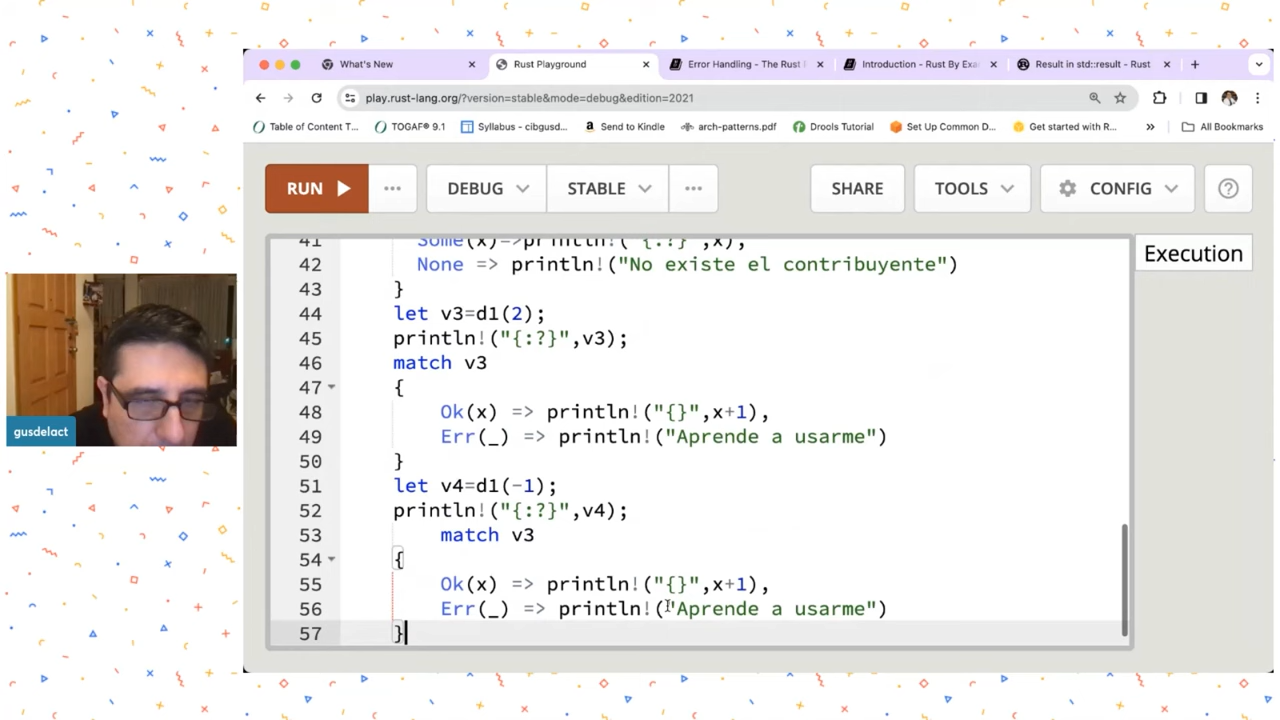 What's New
Rust Playground
Error Handling - The Rust
Introduction - Rust By Exam
Result in std::result - Rust
play.rust-lang.org/?version=stable&mode=debug&edition=2021
Table of Content T...
TOGAF® 9.1
Syllabus - cibgusd...
Send to Kindle
arch-patterns.pdf
Drools Tutorial
Set Up Common D...
Get started with R...
All Bookmarks
RUN
DEBUG
STABLE
SHARE
TOOLS
CONFIG
Execution
41 Some(x)=>println!("{:?}",x),
42 None => println!("No existe el contribuyente")
43 }
44 let v3=d1(2);
45 println!("{:?}",v3);
46 match v3
47 {
48 Ok(x) => println!("{}",x+1),
49 Err(_) => println!("Aprende a usarme")
50 }
51 let v4=d1(-1);
52 println!("{:?}",v4);
53 match v3
54 {
55 Ok(x) => println!("{}",x+1),
56 Err(_) => println!("Aprende a usarme")
57 }
gusdelact